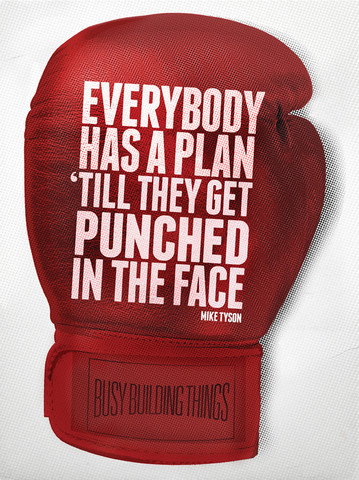 EVERYBODY
HAS A PLAN
‘TILL THEY GET
PUNCHED
IN THE FACE
MIKE TYSON
BUSY BUILDING THINGS